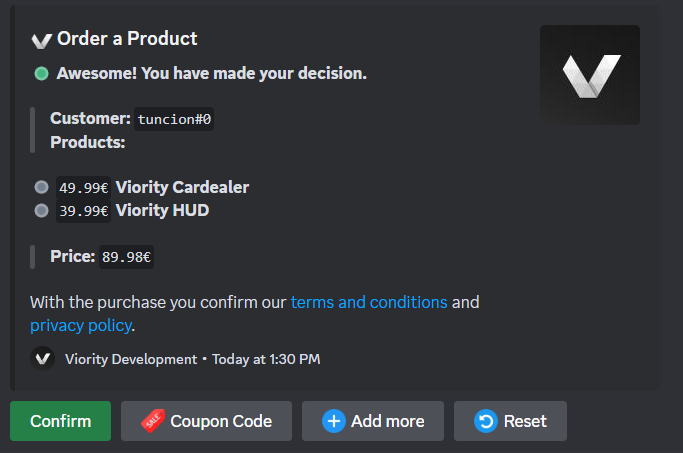 Order a Product
Awesome! You have made your decision.
Customer: tuncion#0
Products:
49.99€ Viority Cardealer
39.99€ Viority HUD
Price: 89.98€
With the purchase you confirm our terms and conditions and
privacy policy.
Viority Development • Today at 1:30 PM
Confirm
SALE Coupon Code
Add more
Reset